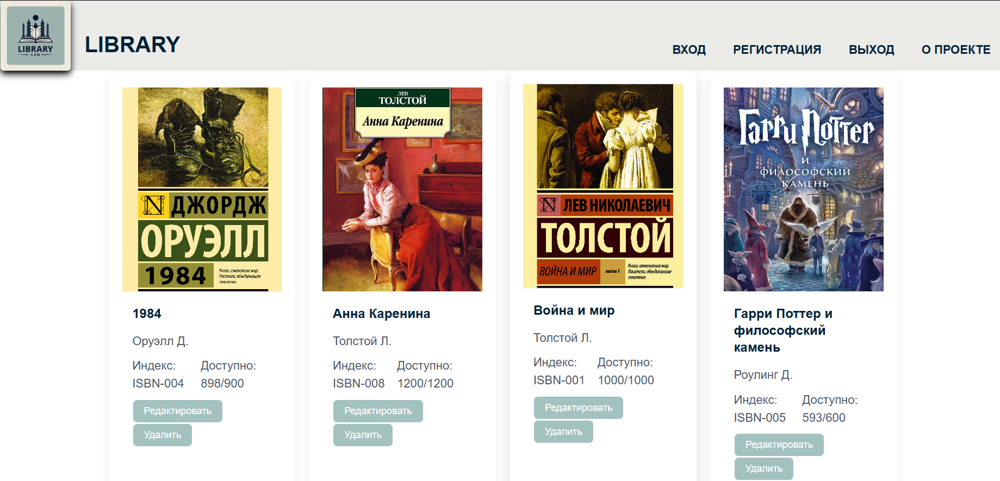 LIBRARY
.COM
LIBRARY
ВХОД
РЕГИСТРАЦИЯ
ВЫХОД
О ПРОЕКТЕ
N ДЖОРДЖ
ОРУЭЛЛ
1984
Книги, изменившие мир.
Писатели, объединившие
поколения.
1984
Оруэлл Д.
Индекс: Доступно:
ISBN-004 898/900
Редактировать
Удалить
ЛЕВ
ТОЛСТОЙ
Анна Каренина
Анна Каренина
Толстой Л.
Индекс: Доступно:
ISBN-008 1200/1200
Редактировать
Удалить
N ЛЕВ НИКОЛАЕВИЧ
ТОЛСТОЙ
ВОЙНА И МИР книга 1
Книги, изменившие мир.
Писатели, объединившие
поколения.
Война и мир
Толстой Л.
Индекс: Доступно:
ISBN-001 1000/1000
Редактировать
Удалить
Гарри Поттер
и
философский
камень
Гарри Поттер и
философский
камень
Роулинг Д.
Индекс: Доступно:
ISBN-005 593/600
Редактировать
Удалить